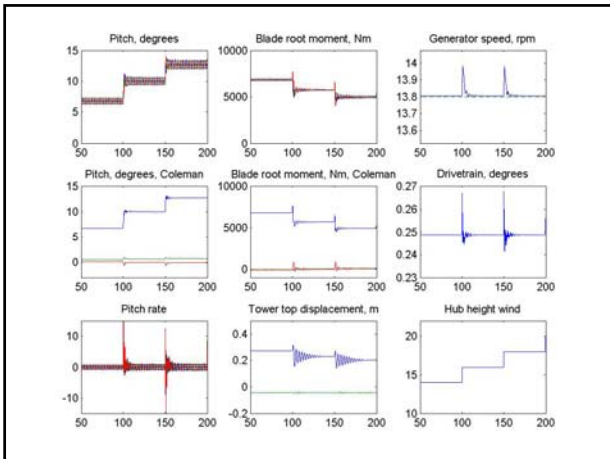 Pitch, degrees
15
10
5
0
50 100 150 200
Blade root moment, Nm
10000
5000
0
50 100 150 200
Generator speed, rpm
14
13.9
13.8
13.7
13.6
50 100 150 200
Pitch, degrees, Coleman
15
10
5
0
50 100 150 200
Blade root moment, Nm, Coleman
10000
5000
0
50 100 150 200
Drivetrain, degrees
0.27
0.26
0.25
0.24
0.23
50 100 150 200
Pitch rate
10
0
-10
50 100 150 200
Tower top displacement, m
0.4
0.2
0
-0.2
50 100 150 200
Hub height wind
20
15
10
50 100 150 200